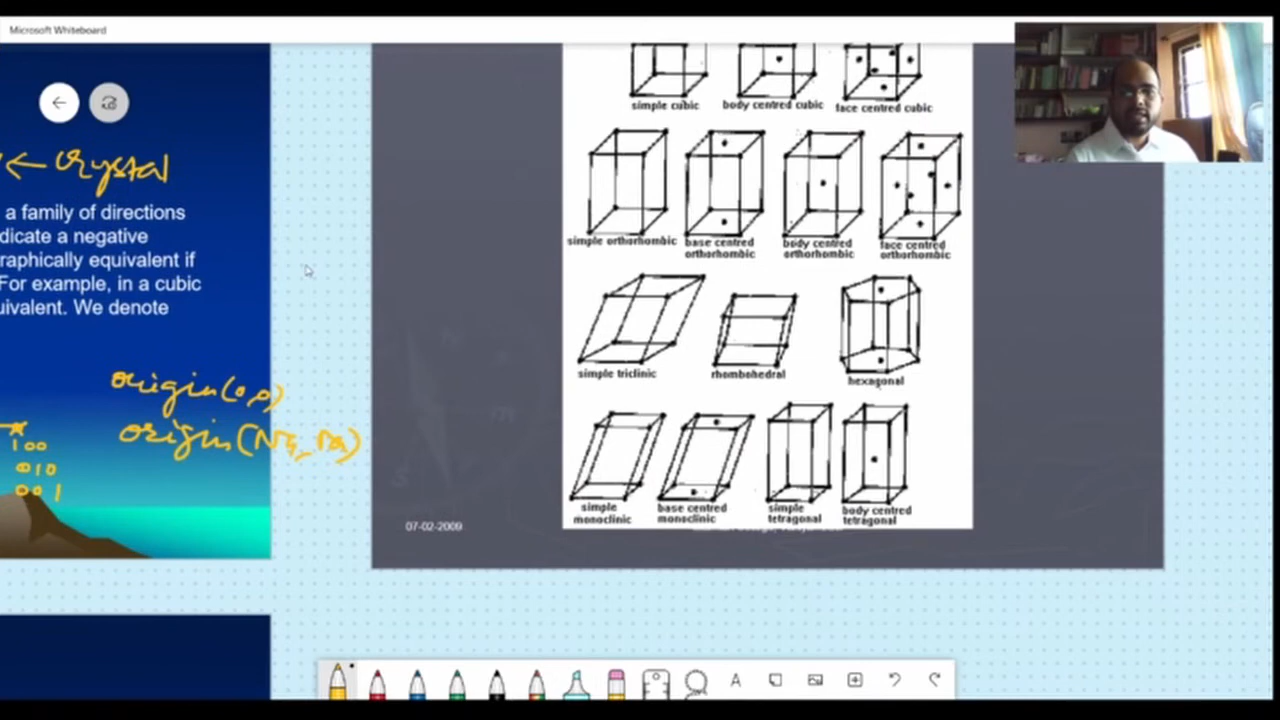 Microsoft Whiteboard
← crystal
a family of directions
dicate a negative
raphically equivalent if
For example, in a cubic
uivalent. We denote
origin(0,0)
100
010
001
simple cubic
body centred cubic
face centred cubic
simple orthorhombic
base centred
orthorhombic
body centred
orthorhombic
face centred
orthorhombic
simple triclinic
rhombohedral
hexagonal
simple
monoclinic
base centred
monoclinic
simple
tetragonal
body centred
tetragonal
07-02-2009